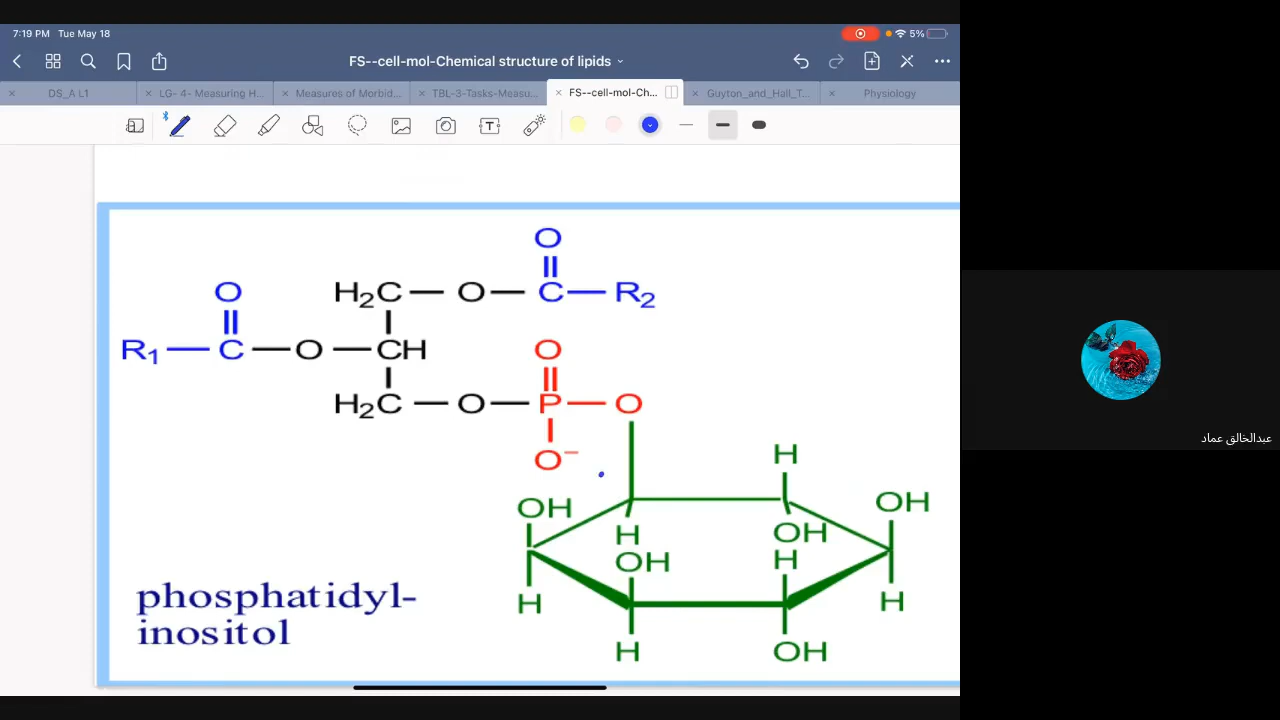 7:19 PM Tue May 18
5%
FS--cell-mol-Chemical structure of lipids
DS_A L1
LG- 4- Measuring H...
Measures of Morbid...
TBL-3-Tasks-Measu...
FS--cell-mol-Ch...
Guyton_and_Hall_T...
Physiology
O
O H₂C — O — C — R₂
R₁ — C — O — CH O
H₂C — O — P — O
O⁻ H
OH OH
H OH
OH H
H H
H OH
phosphatidyl-
inositol
عبدالخالق عماد